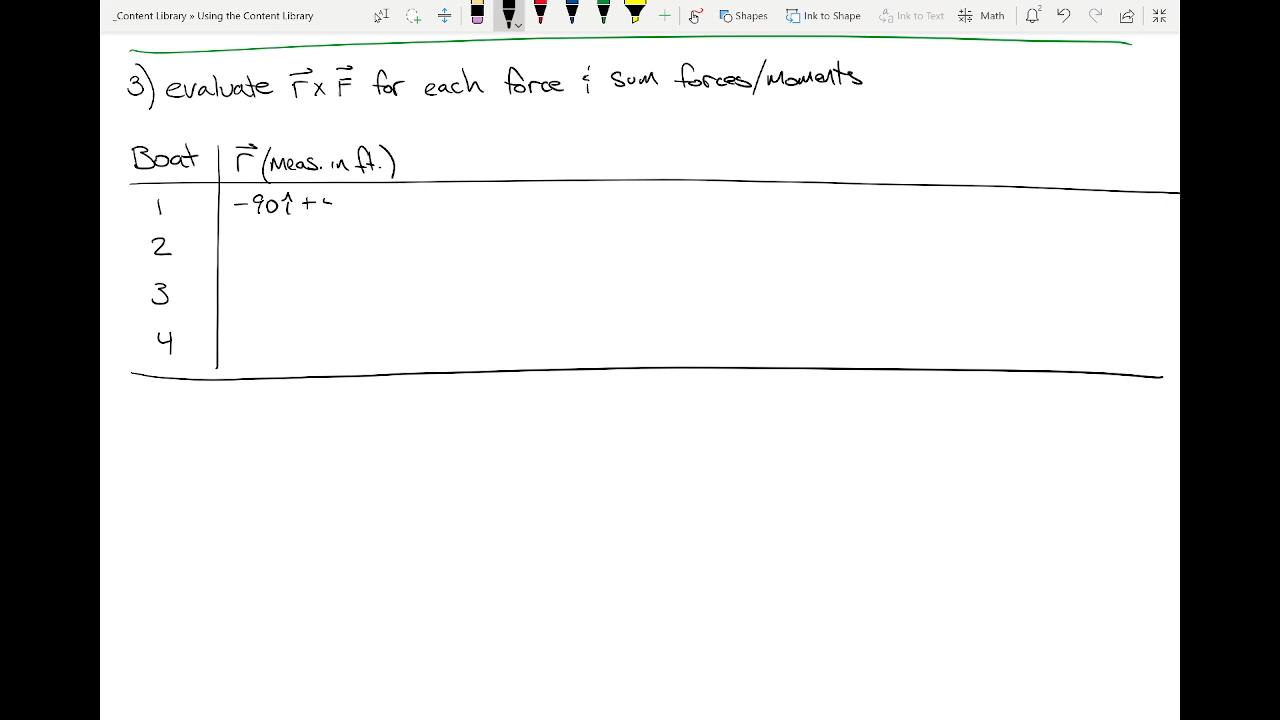 _Content Library » Using the Content Library
Shapes Ink to Shape Ink to Text Math
3) evaluate r⃗ x F⃗ for each force & sum forces/moments
Boat r⃗ (meas. in ft.)
1 -90î +
2
3
4